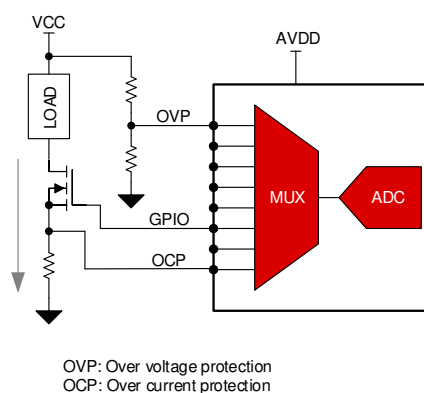 VCC
AVDD
LOAD
OVP
MUX
ADC
GPIO
OCP
OVP: Over voltage protection
OCP: Over current protection